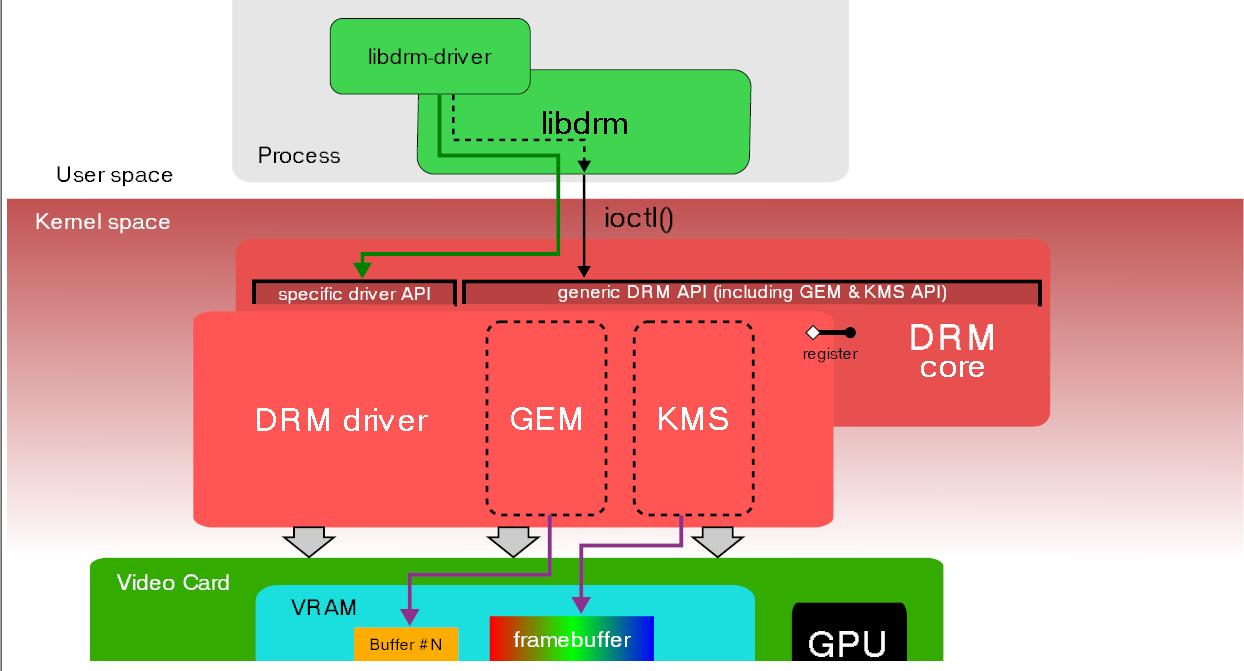 libdrm-driver
libdrm
Process
User space
Kernel space
ioctl()
specific driver API
generic DRM API (including GEM & KMS API)
register
DRM
core
DRM driver
GEM
KMS
Video Card
VRAM
Buffer #N
framebuffer
GPU